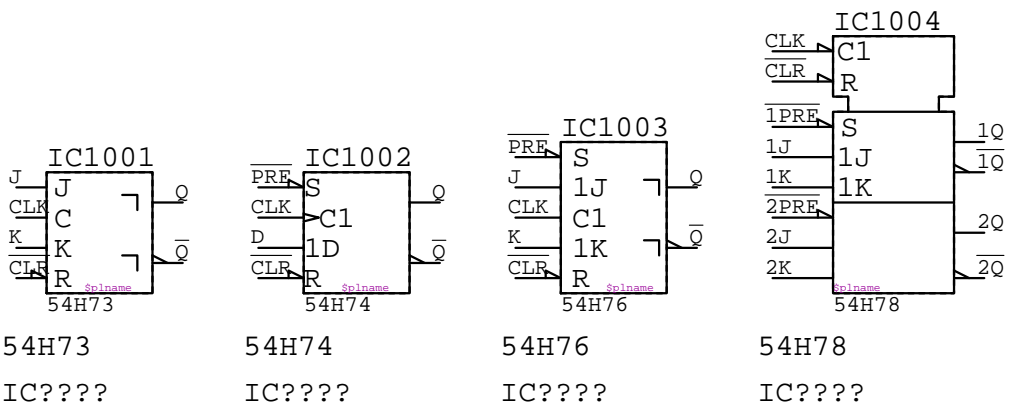 IC1001
J
CLK
K
CLR
J
C
K
R
Q
Q
$plname
54H73
54H73
IC????
IC1002
PRE
CLK
D
CLR
S
C1
1D
R
Q
Q
$plname
54H74
54H74
IC????
IC1003
PRE
J
CLK
K
CLR
S
1J
C1
1K
R
Q
Q
$plname
54H76
54H76
IC????
IC1004
CLK
CLR
C1
R
1PRE
1J
1K
2PRE
2J
2K
S
1J
1K
1Q
1Q
2Q
2Q
$plname
54H78
54H78
IC????